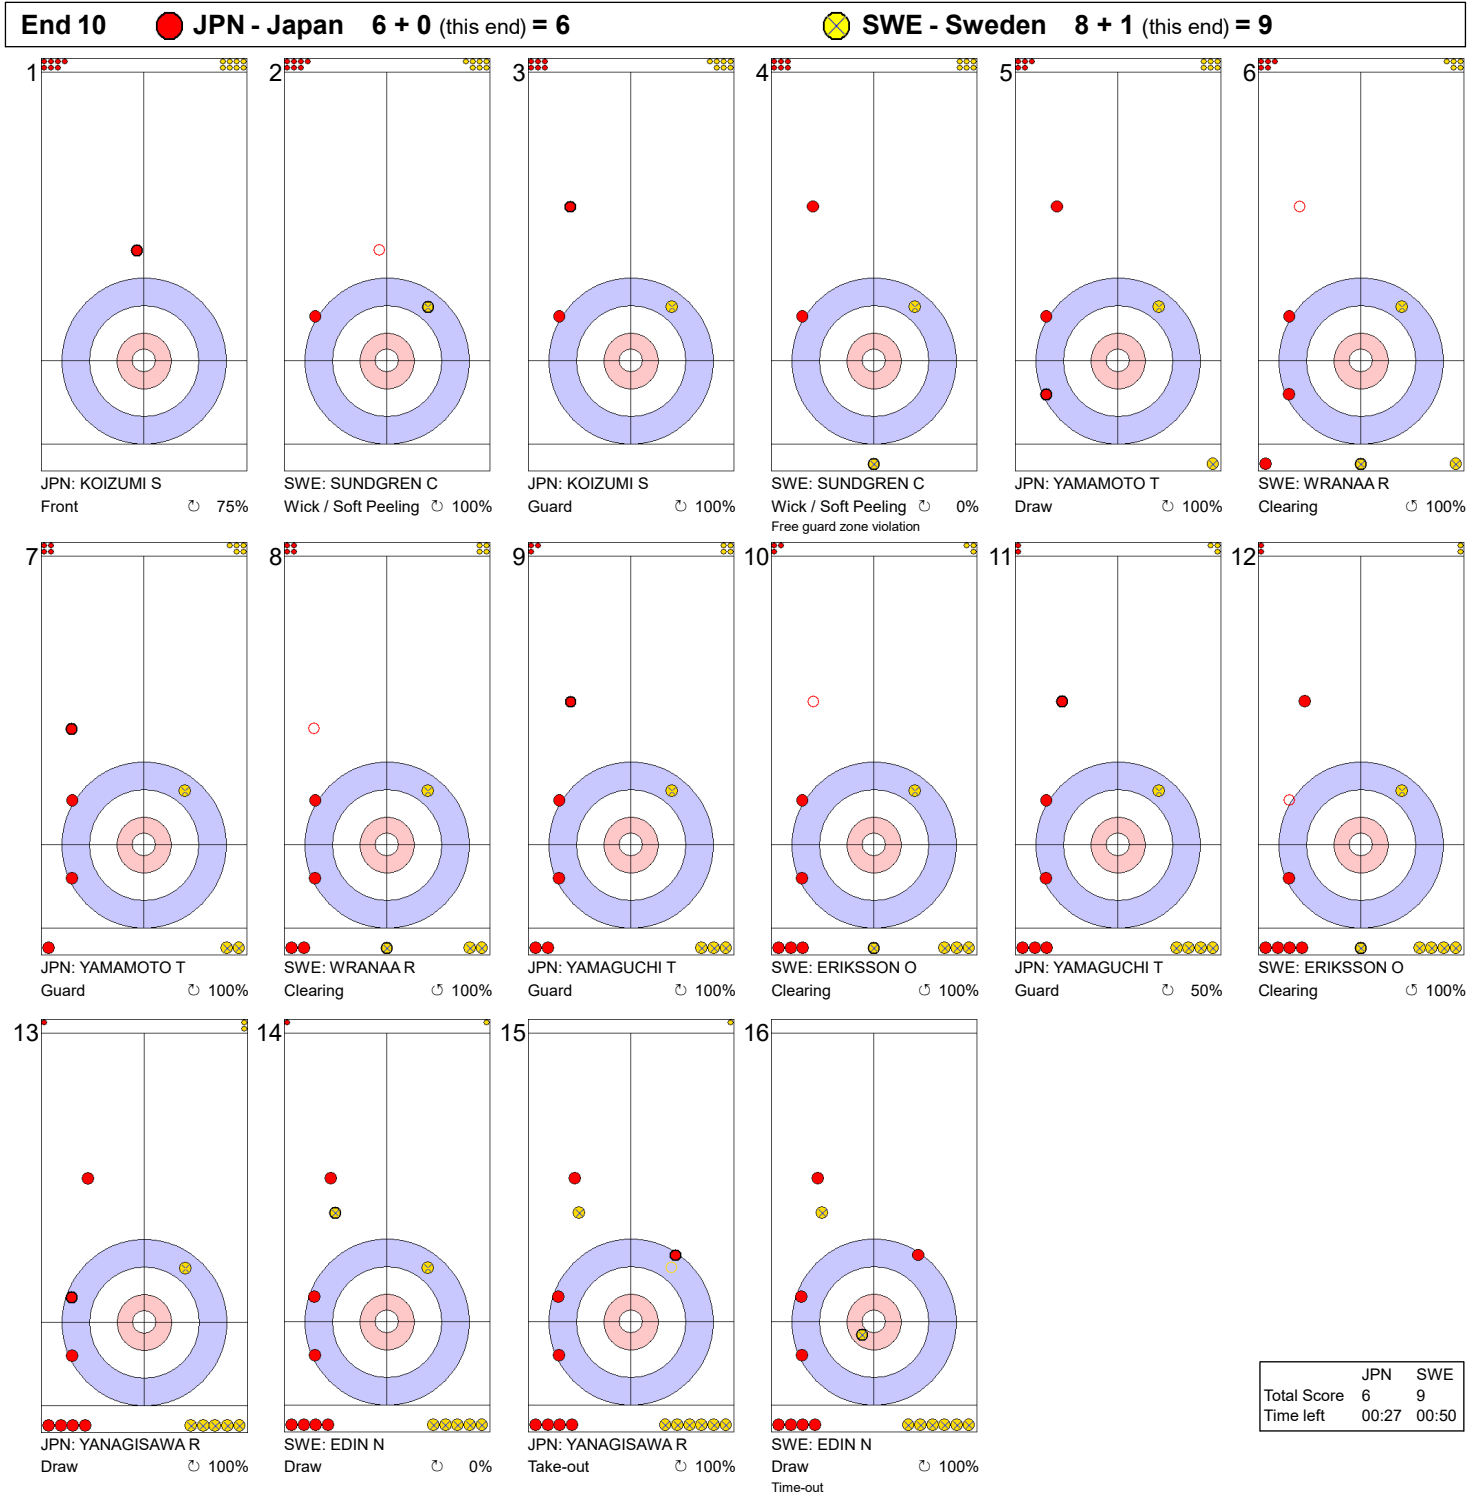 End 10 JPN - Japan 6 + 0 (this end) = 6 SWE - Sweden 8 + 1 (this end) = 9
1 2 3 4 5 6
JPN: KOIZUMI S SWE: SUNDGREN C JPN: KOIZUMI S SWE: SUNDGREN C JPN: YAMAMOTO T SWE: WRANAA R
Front ↻ 75% Wick / Soft Peeling ↻ 100% Guard ↻ 100% Wick / Soft Peeling ↻ 0% Draw ↻ 100% Clearing ↺ 100%
Free guard zone violation
7 8 9 10 11 12
JPN: YAMAMOTO T SWE: WRANAA R JPN: YAMAGUCHI T SWE: ERIKSSON O JPN: YAMAGUCHI T SWE: ERIKSSON O
Guard ↻ 100% Clearing ↺ 100% Guard ↻ 100% Clearing ↺ 100% Guard ↻ 50% Clearing ↺ 100%
13 14 15 16
JPN: YANAGISAWA R SWE: EDIN N JPN: YANAGISAWA R SWE: EDIN N
Draw ↻ 100% Draw ↻ 0% Take-out ↻ 100% Draw ↺ 100%
Time-out
JPN SWE
Total Score 6 9
Time left 00:27 00:50